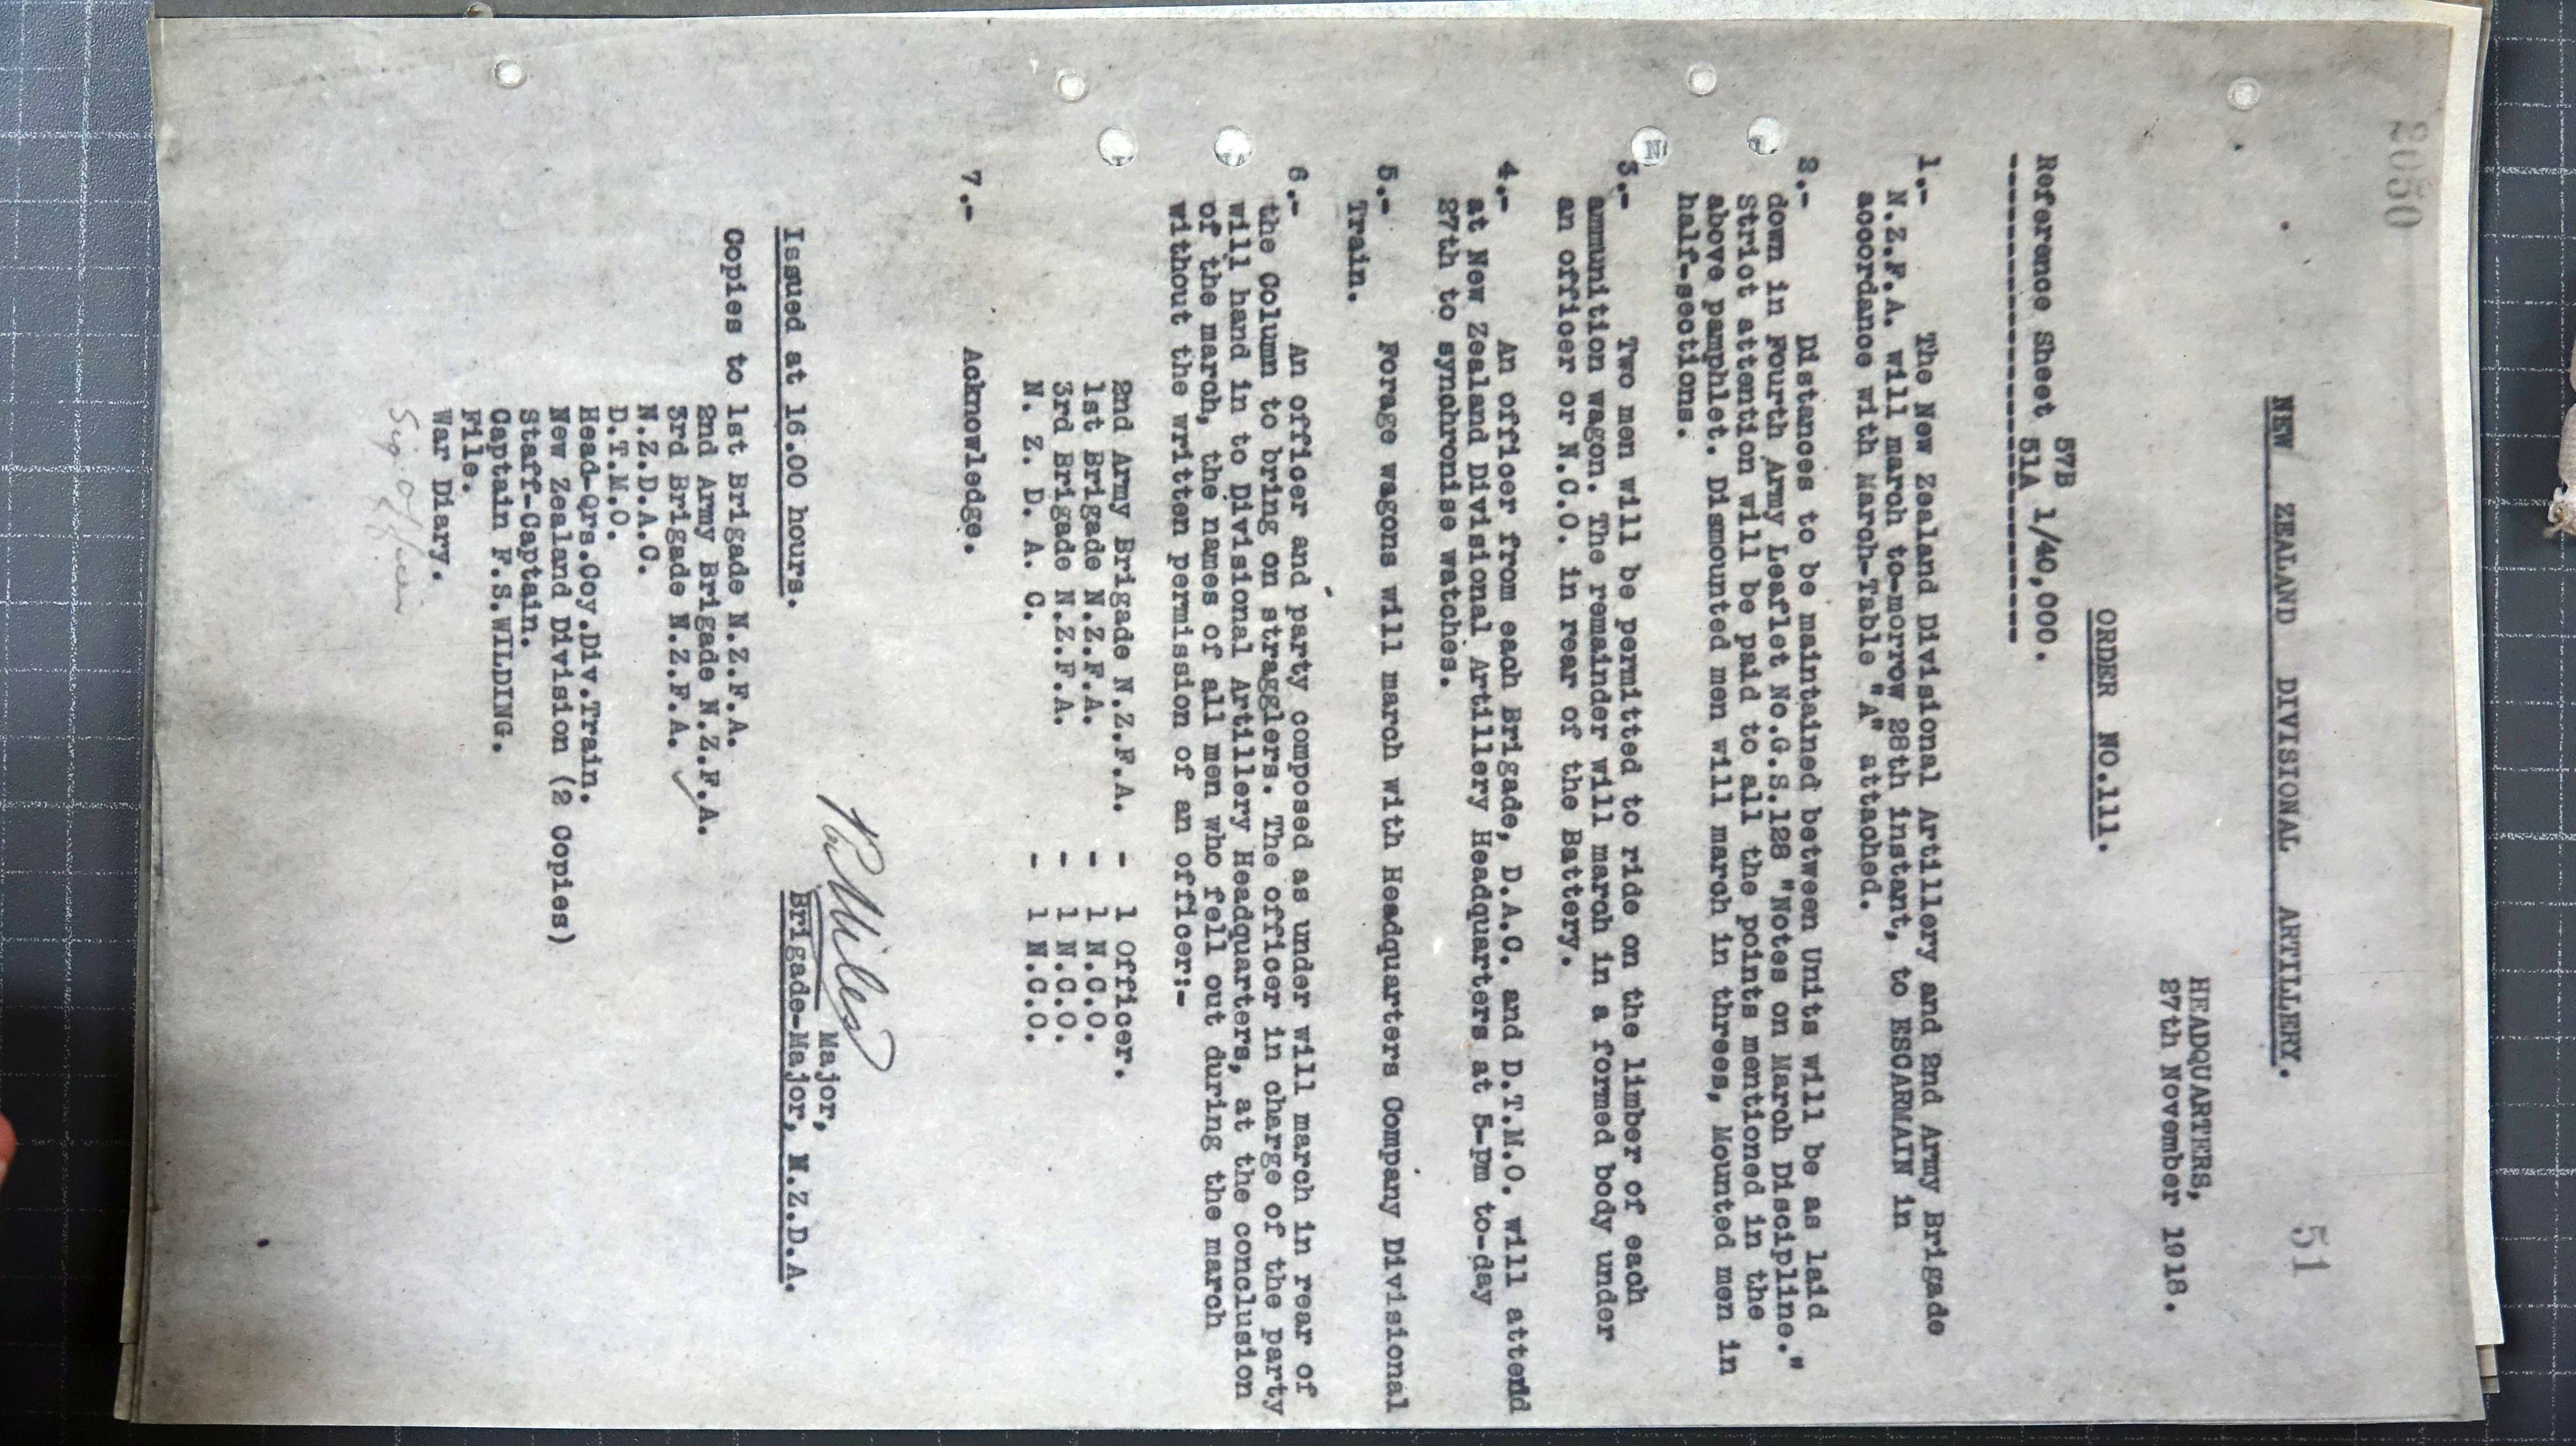 2050
51
NEW ZEALAND DIVISIONAL ARTILLERY.
HEADQUARTERS,
27th November 1918.
ORDER NO.111.
57B
Reference Sheet 51A 1/40,000.
1.- The New Zealand Divisional Artillery and 2nd Army Brigade
N.Z.F.A. will march to-morrow 28th instant, to ESCARMAIN in
accordance with March-Table "A" attached.
2.- Distances to be maintained between Units will be as laid
down in Fourth Army Leaflet No.G.S.128 "Notes on March Discipline."
Strict attention will be paid to all the points mentioned in the
above pamphlet. Dismounted men will march in threes, Mounted men in
half-sections.
3.- Two men will be permitted to ride on the limber of each
ammunition wagon. The remainder will march in a formed body under
an officer or N.C.O. in rear of the Battery.
4.- An officer from each Brigade, D.A.C. and D.T.M.O. will attend
at New Zealand Divisional Artillery Headquarters at 5-pm to-day
27th to synchronise watches.
5.- Forage wagons will march with Headquarters Company Divisional
Train.
6.- An officer and party composed as under will march in rear of
the Column to bring on stragglers. The officer in charge of the party
will hand in to Divisional Artillery Headquarters, at the conclusion
of the march, the names of all men who fell out during the march
without the written permission of an officer:-
2nd Army Brigade N.Z.F.A. - 1 Officer.
1st Brigade N.Z.F.A. - 1 N.C.O.
3rd Brigade N.Z.F.A. - 1 N.C.O.
N. Z. D. A. C. - 1 N.C.O.
7.- Acknowledge.
Miles Major,
Issued at 16.00 hours. Brigade-Major, N.Z.D.A.
Copies to 1st Brigade N.Z.F.A.
2nd Army Brigade N.Z.F.A.
3rd Brigade N.Z.F.A. ✓
N.Z.D.A.C.
D.T.M.O.
Head-Qrs.Coy.Div.Train.
New Zealand Division (2 Copies)
Staff-Captain.
Captain F.S.WILDING.
File.
War Diary.
Sig. Officer